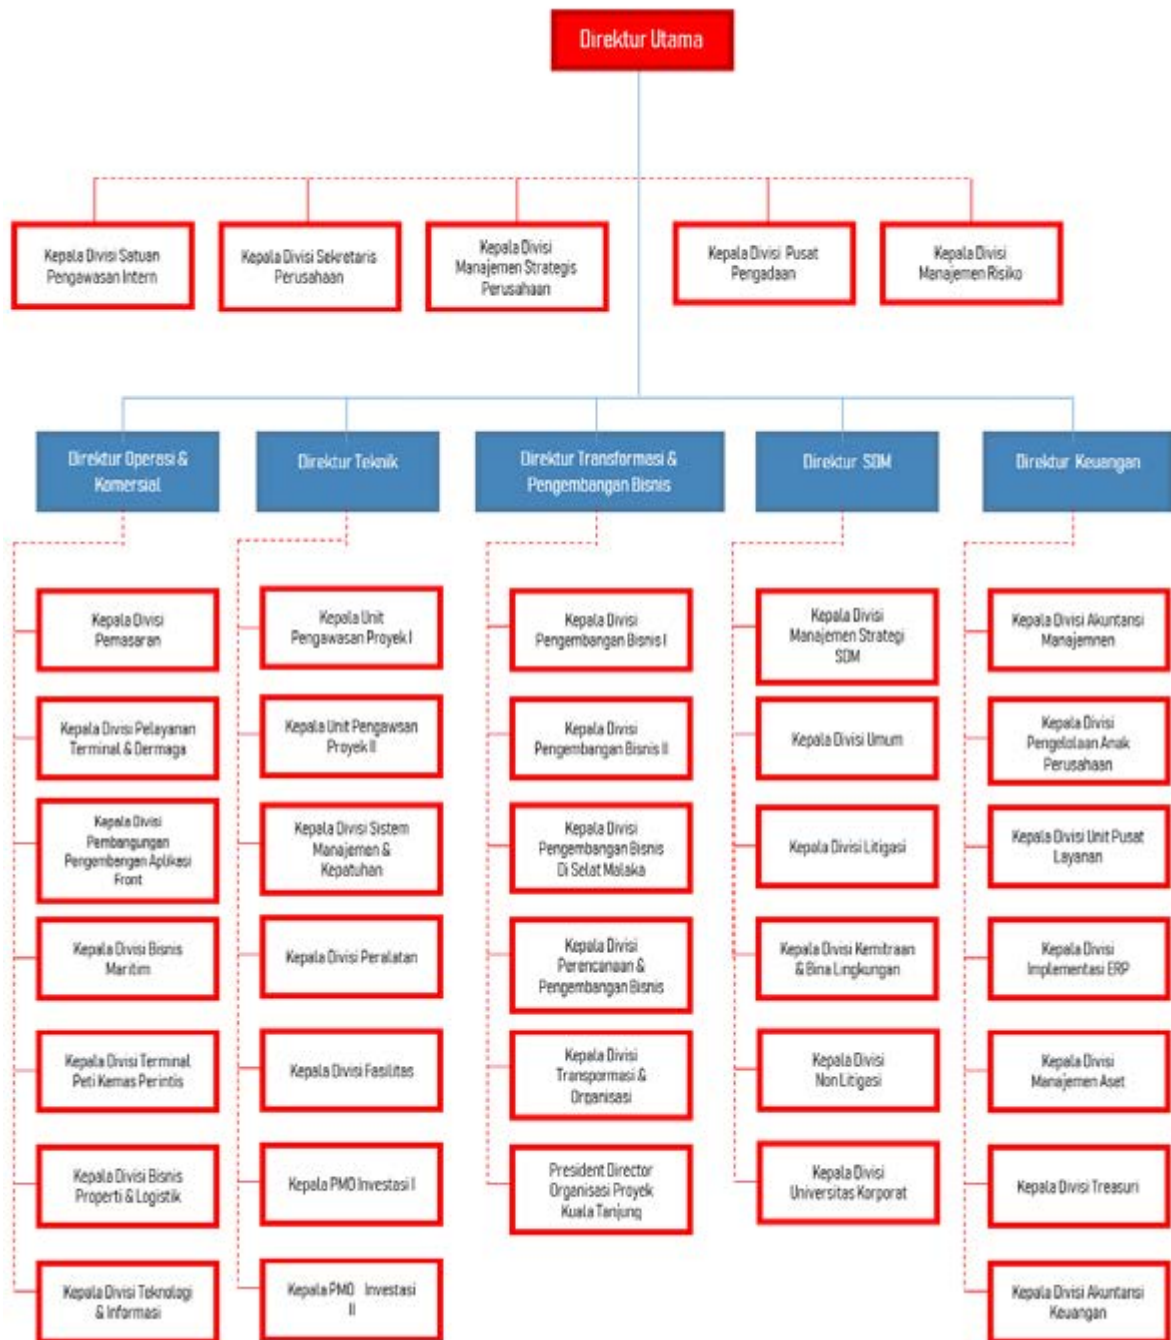 Direktur Utama
Kepala Divisi Satuan
Pengawasan Intern
Kepala Divisi Sekretaris
Perusahaan
Kepala Divisi
Manajemen Strategis
Perusahaan
Kepala Divisi Pusat
Pengadaan
Kepala Divisi
Manajemen Risiko
Direktur Operasi &
Komersial
Direktur Teknik
Direktur Transformasi &
Pengembangan Bisnis
Direktur SDM
Direktur Keuangan
Kepala Divisi
Pemasaran
Kepala Divisi Pelayanan
Terminal & Dermaga
Kepala Divisi
Pembangungan
Pengembangan Aplikasi
Front
Kepala Divisi Bisnis
Maritim
Kepala Divisi Terminal
Peti Kemas Perintis
Kepala Divisi Bisnis
Properti & Logistik
Kepala Divisi Teknologi
& Informasi
Kepala Unit
Pengawasan Proyek I
Kepala Unit Pengawsan
Proyek II
Kepala Divisi Sistem
Manajemen &
Kepatuhan
Kepala Divisi Peralatan
Kepala Divisi Fasilitas
Kepala PMO Investasi I
Kepala PMO Investasi
II
Kepala Divisi
Pengembangan Bisnis I
Kepala Divisi
Pengembangan Bisnis II
Kepala Divisi
Pengembangan Bisnis
Di Selat Malaka
Kepala Divisi
Perencanaan &
Pengembangan Bisnis
Kepala Divisi
Transpormasi &
Organisasi
President Director
Organisasi Proyek
Kuala Tanjung
Kepala Divisi
Manajemen Strategi
SDM
Kepala Divisi Umum
Kepala Divisi Litigasi
Kepala Divisi Kemitraan
& Bina Lingkungan
Kepala Divisi
Non Litigasi
Kepala Divisi
Universitas Korporat
Kepala Divisi Akuntansi
Manajemnen
Kepala Divisi
Pengelolaan Anak
Perusahaan
Kepala Divisi Unit Pusat
Layanan
Kepala Divisi
Implementasi ERP
Kepala Divisi
Manajemen Aset
Kepala Divisi Treasuri
Kepala Divisi Akuntansi
Keuangan